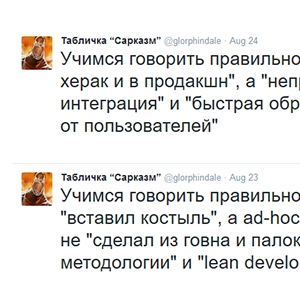 Табличка “Сарказм” @glorphindale · Aug 24
Учимся говорить правильно
херак и в продакшн", а "неп
интеграция" и "быстрая обр
от пользователей"
Табличка “Сарказм” @glorphindale · Aug 23
Учимся говорить правильно
"вставил костыль", а ad-hoc
не "сделал из говна и палок
методологии" и "lean develo